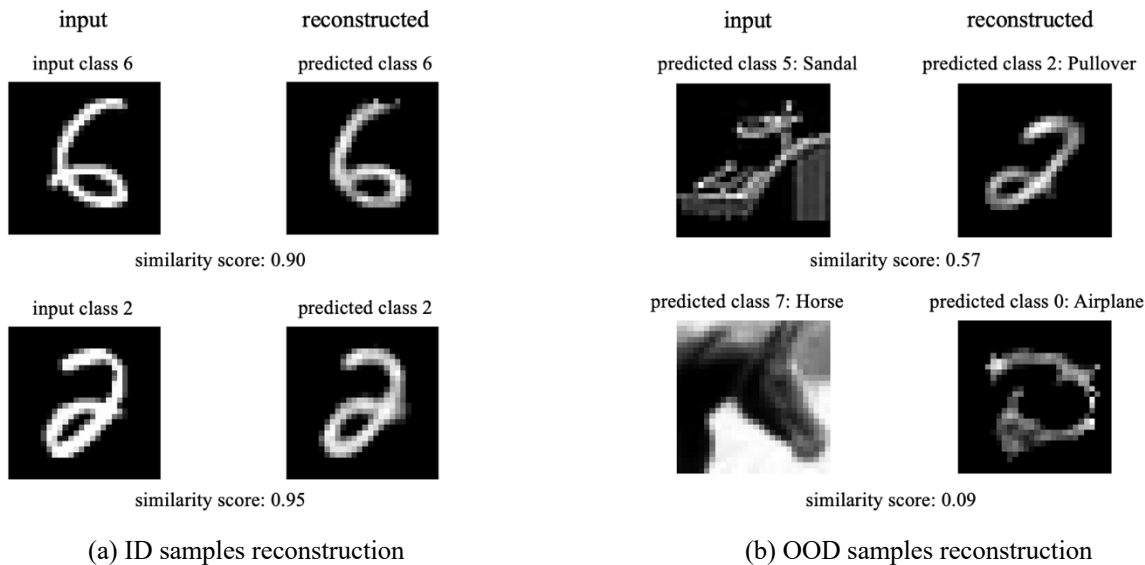 input reconstructed
input class 6 predicted class 6
similarity score: 0.90
input class 2 predicted class 2
similarity score: 0.95
(a) ID samples reconstruction
input reconstructed
predicted class 5: Sandal predicted class 2: Pullover
similarity score: 0.57
predicted class 7: Horse predicted class 0: Airplane
similarity score: 0.09
(b) OOD samples reconstruction